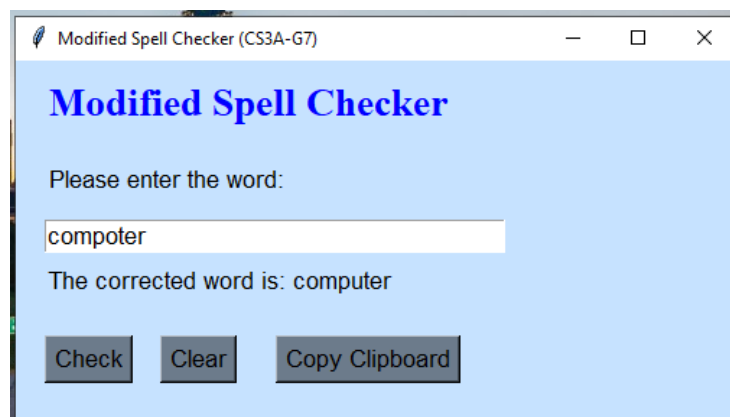 Modified Spell Checker (CS3A-G7)
Modified Spell Checker
Please enter the word:
compoter
The corrected word is: computer
Check Clear Copy Clipboard